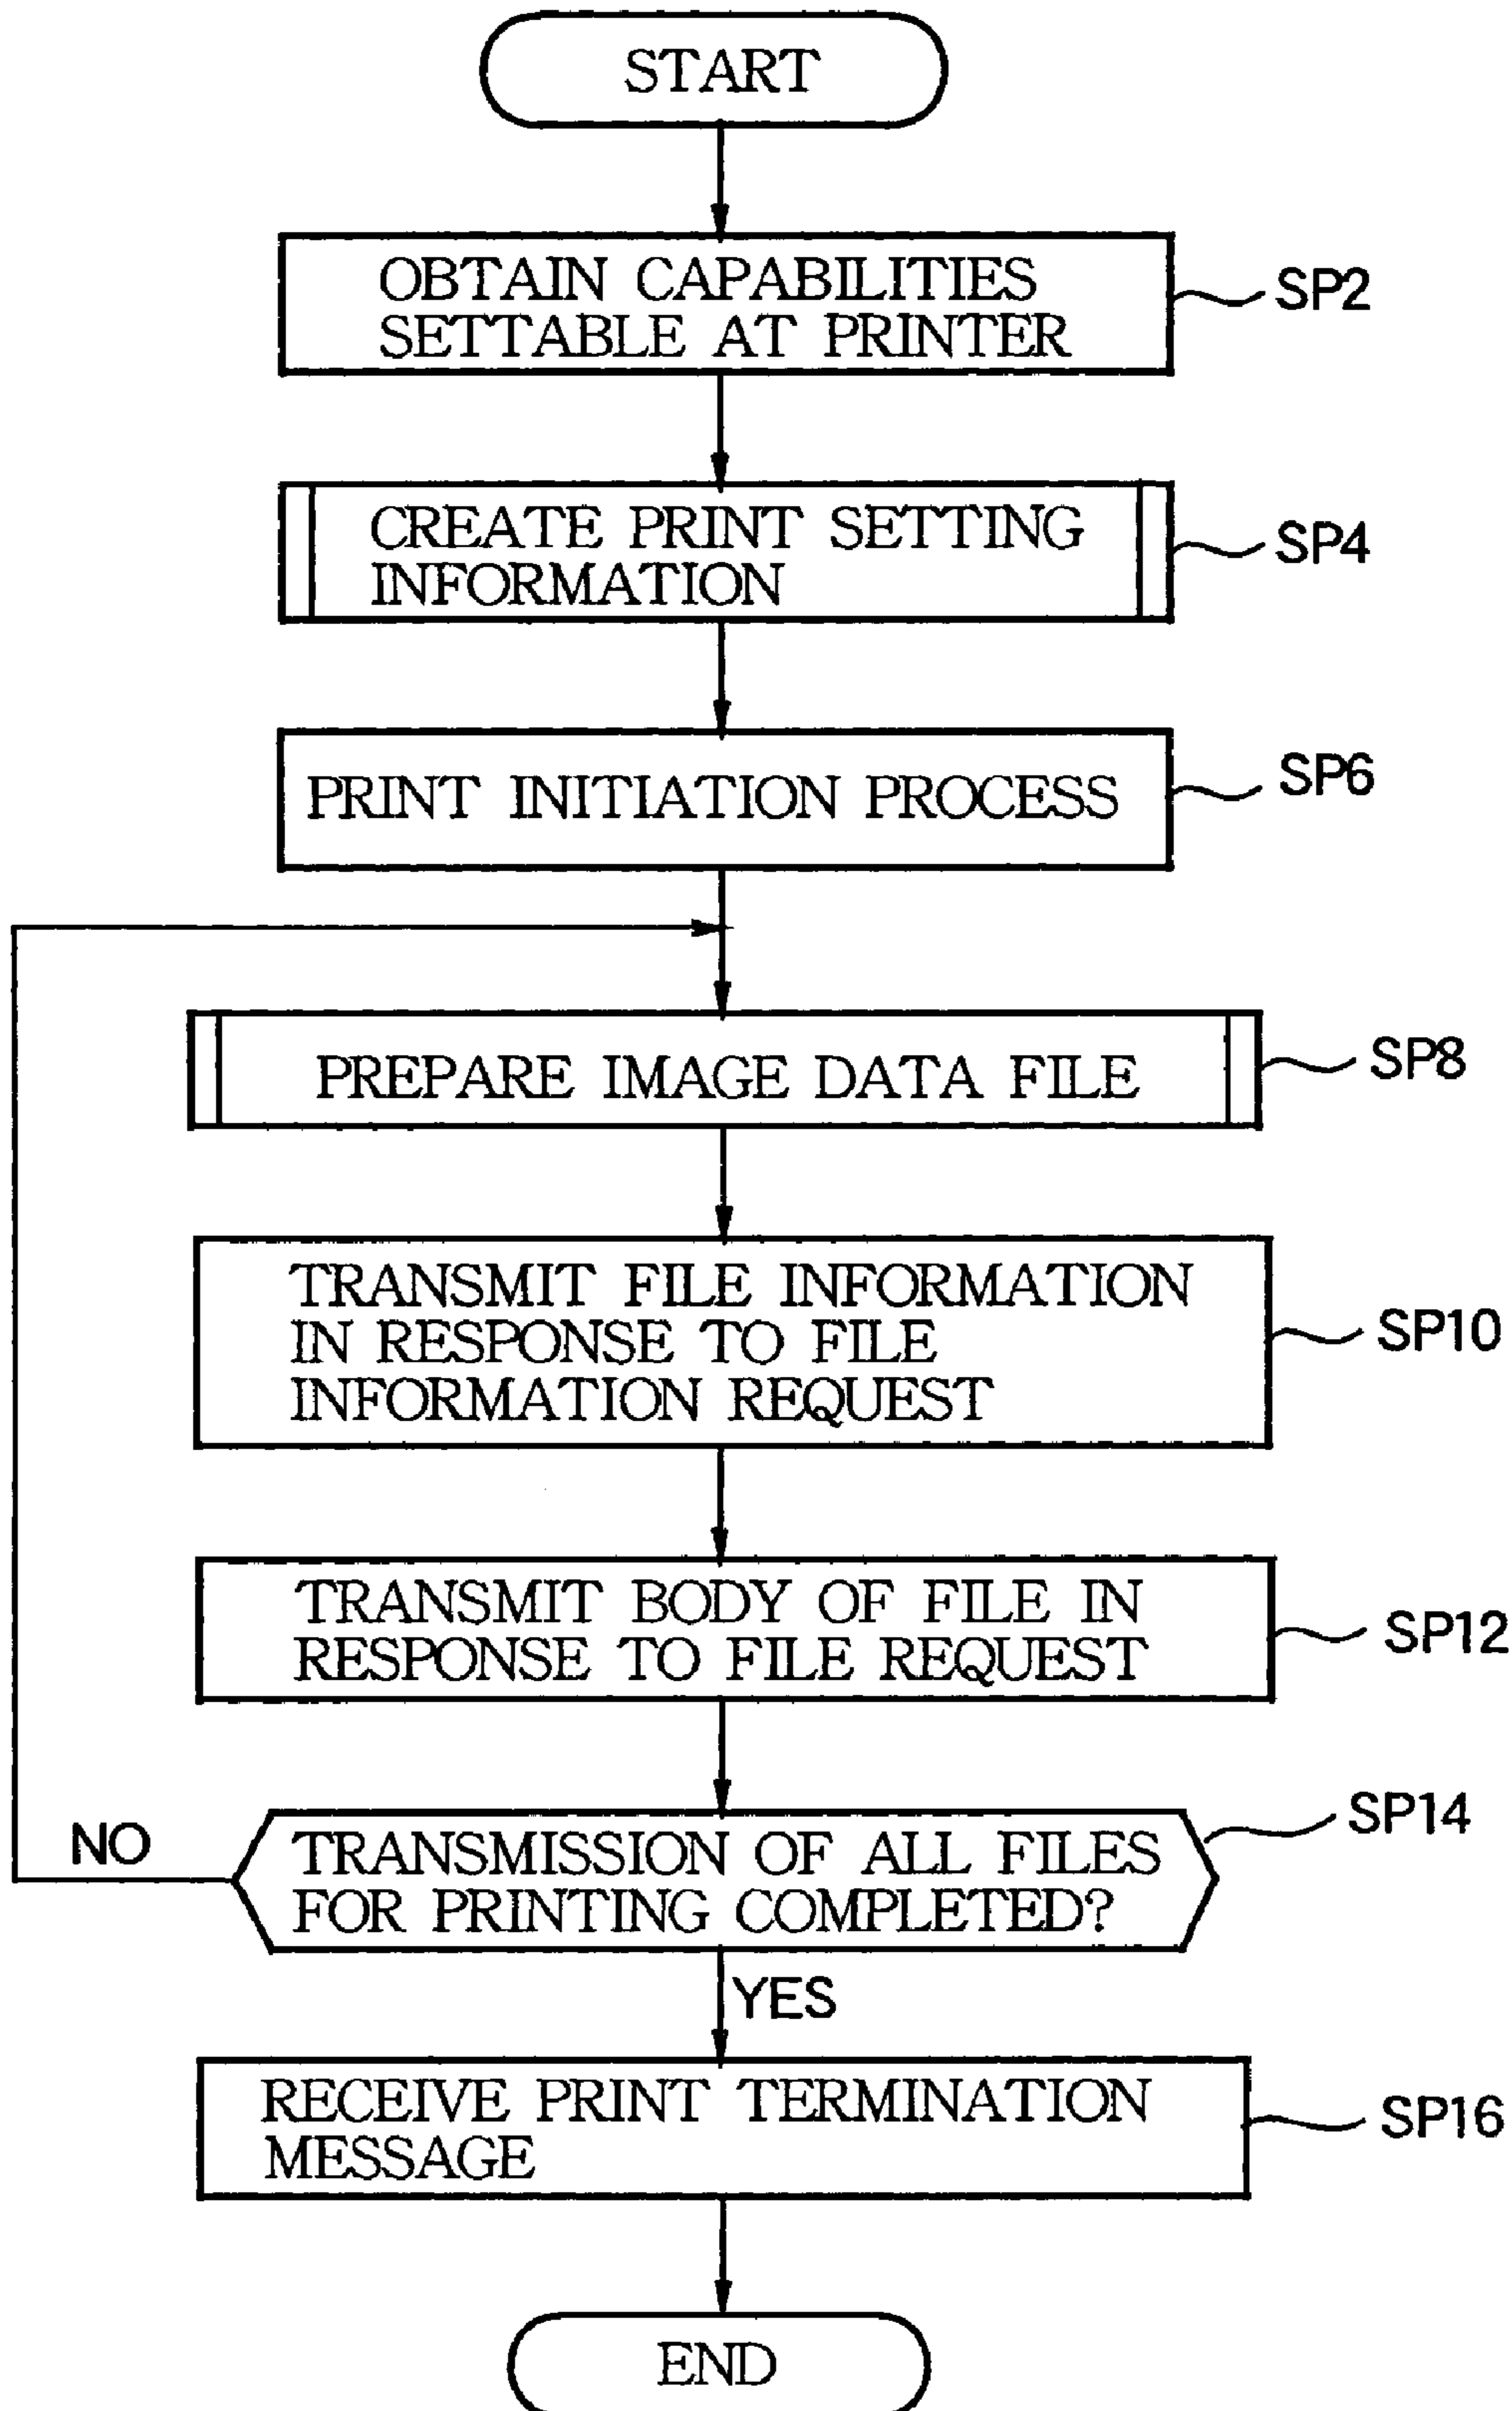 START
OBTAIN CAPABILITIES
SETTABLE AT PRINTER
SP2
CREATE PRINT SETTING
INFORMATION
SP4
PRINT INITIATION PROCESS
SP6
PREPARE IMAGE DATA FILE
SP8
TRANSMIT FILE INFORMATION
IN RESPONSE TO FILE
INFORMATION REQUEST
SP10
TRANSMIT BODY OF FILE IN
RESPONSE TO FILE REQUEST
SP12
TRANSMISSION OF ALL FILES
FOR PRINTING COMPLETED?
SP14
NO
YES
RECEIVE PRINT TERMINATION
MESSAGE
SP16
END